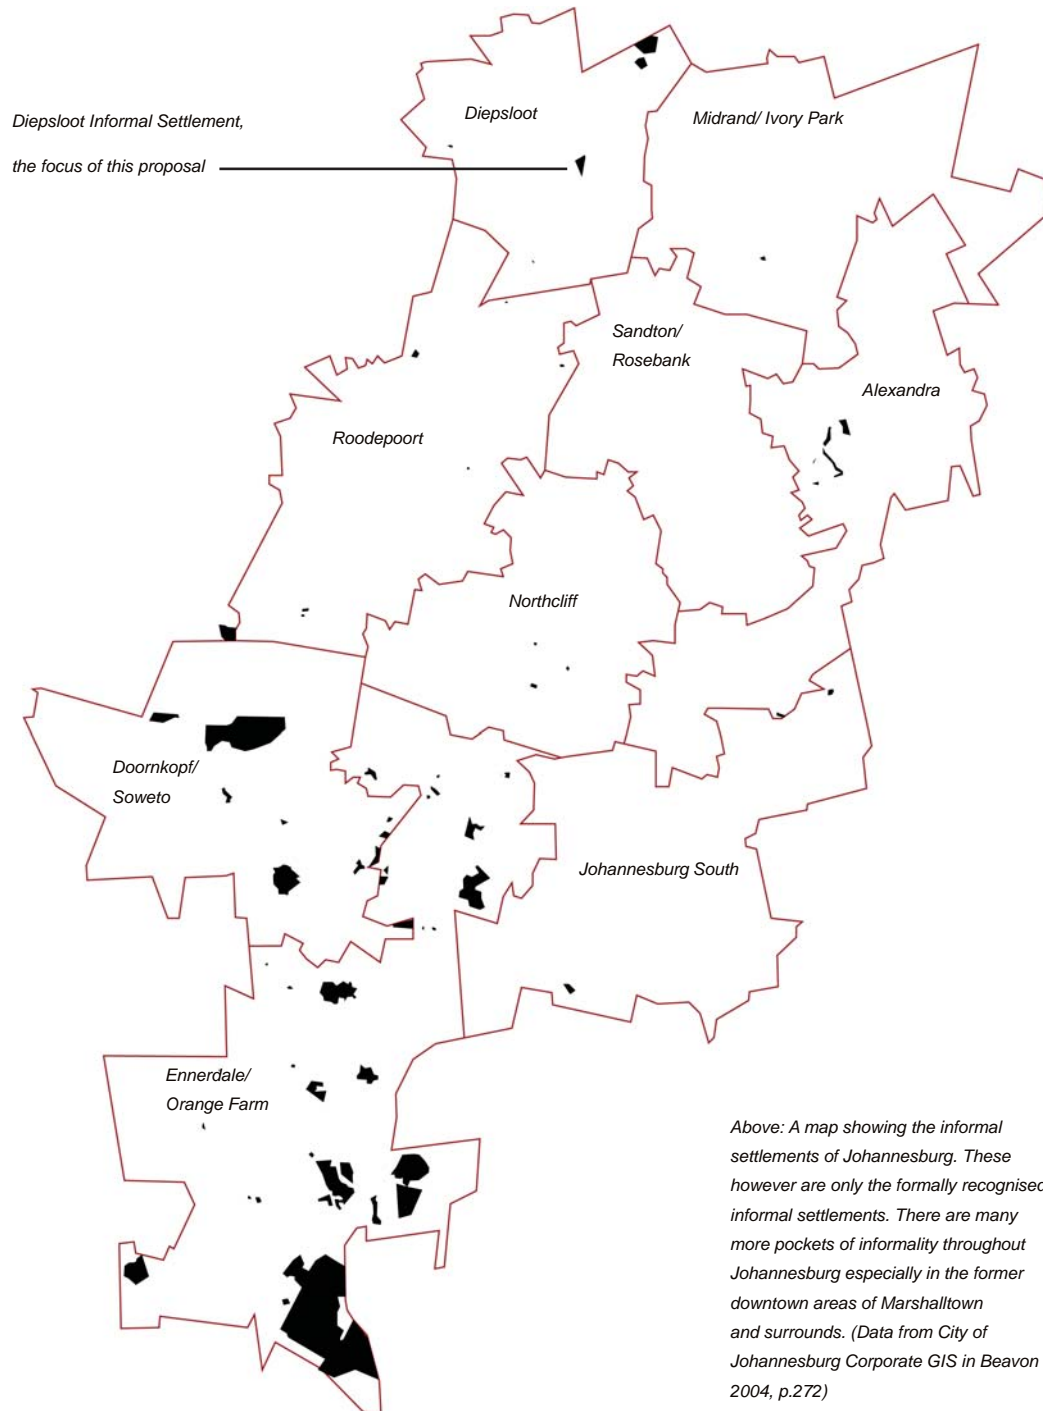 Diepsloot Informal Settlement,
the focus of this proposal
Diepsloot
Midrand/ Ivory Park
Sandton/
Rosebank
Alexandra
Roodepoort
Northcliff
Doornkopf/
Soweto
Johannesburg South
Ennerdale/
Orange Farm
Above: A map showing the informal
settlements of Johannesburg. These
however are only the formally recognised
informal settlements. There are many
more pockets of informality throughout
Johannesburg especially in the former
downtown areas of Marshalltown
and surrounds. (Data from City of
Johannesburg Corporate GIS in Beavon
2004, p.272)